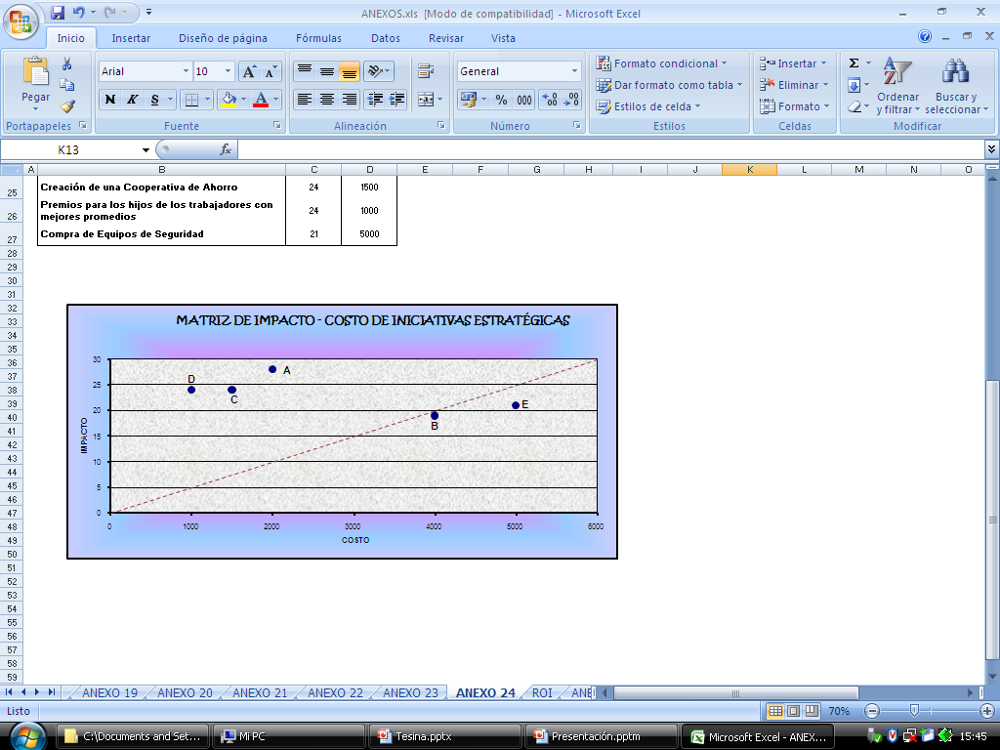 ANEXOS.xls [Modo de compatibilidad] - Microsoft Excel
Inicio Insertar Diseño de página Fórmulas Datos Revisar Vista
Pegar
Portapapeles
Arial 10
N K S
Fuente
Alineación
General
% 000
Número
Formato condicional
Dar formato como tabla
Estilos de celda
Estilos
Insertar
Eliminar
Formato
Celdas
Σ
Ordenar y filtrar
Buscar y seleccionar
Modificar
K13 fx
A B C D E F G H I J K L M N O
25 Creación de una Cooperativa de Ahorro 24 1500
26 Premios para los hijos de los trabajadores con mejores promedios 24 1000
27 Compra de Equipos de Seguridad 21 5000
28
29
30
31
32
33
34
35
36
37
38
39
40
41
42
43
44
45
46
47
48
49
50
51
52
53
54
55
56
57
58
59
MATRIZ DE IMPACTO - COSTO DE INICIATIVAS ESTRATÉGICAS
IMPACTO
30
25
20
15
10
5
0
A
D
C
E
B
0 1000 2000 3000 4000 5000 6000
COSTO
ANEXO 19 ANEXO 20 ANEXO 21 ANEXO 22 ANEXO 23 ANEXO 24 ROI ANE
Listo 70%
C:\Documents and Set... Mi PC Tesina.pptx Presentación.pptm Microsoft Excel - ANEX... 15:45